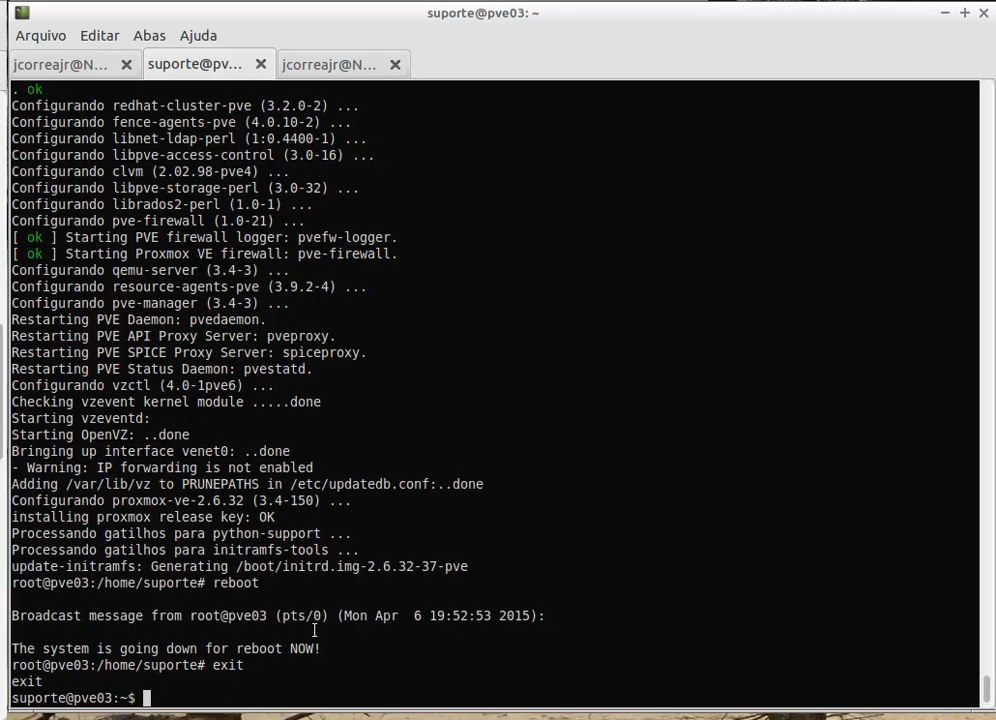 suporte@pve03: ~
Arquivo Editar Abas Ajuda
jcorreajr@N... suporte@pv... jcorreajr@N...
. ok
Configurando redhat-cluster-pve (3.2.0-2) ...
Configurando fence-agents-pve (4.0.10-2) ...
Configurando libnet-ldap-perl (1:0.4400-1) ...
Configurando libpve-access-control (3.0-16) ...
Configurando clvm (2.02.98-pve4) ...
Configurando libpve-storage-perl (3.0-32) ...
Configurando librados2-perl (1.0-1) ...
Configurando pve-firewall (1.0-21) ...
[ ok ] Starting PVE firewall logger: pvefw-logger.
[ ok ] Starting Proxmox VE firewall: pve-firewall.
Configurando qemu-server (3.4-3) ...
Configurando resource-agents-pve (3.9.2-4) ...
Configurando pve-manager (3.4-3) ...
Restarting PVE Daemon: pvedaemon.
Restarting PVE API Proxy Server: pveproxy.
Restarting PVE SPICE Proxy Server: spiceproxy.
Restarting PVE Status Daemon: pvestatd.
Configurando vzctl (4.0-1pve6) ...
Checking vzevent kernel module .....done
Starting vzeventd:
Starting OpenVZ: ..done
Bringing up interface venet0: ..done
- Warning: IP forwarding is not enabled
Adding /var/lib/vz to PRUNEPATHS in /etc/updatedb.conf:..done
Configurando proxmox-ve-2.6.32 (3.4-150) ...
installing proxmox release key: OK
Processando gatilhos para python-support ...
Processando gatilhos para initramfs-tools ...
update-initramfs: Generating /boot/initrd.img-2.6.32-37-pve
root@pve03:/home/suporte# reboot
Broadcast message from root@pve03 (pts/0) (Mon Apr  6 19:52:53 2015):
The system is going down for reboot NOW!
root@pve03:/home/suporte# exit
exit
suporte@pve03:~$